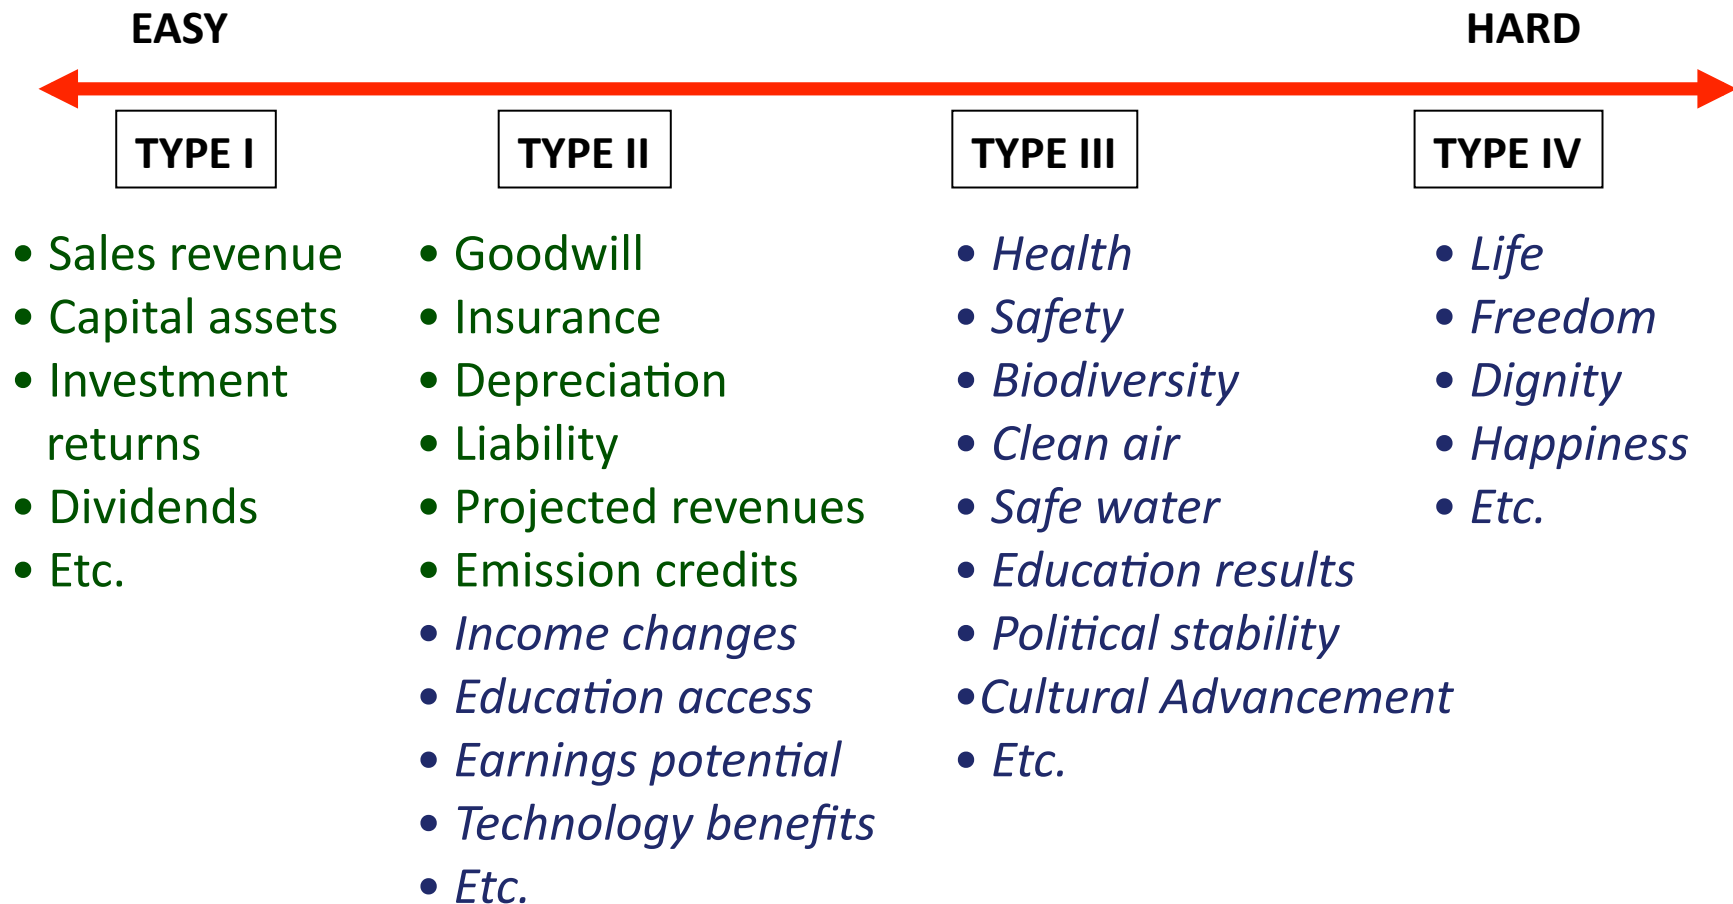 EASY
HARD
TYPE I
TYPE II
TYPE III
TYPE IV
• Sales revenue
• Capital assets
• Investment
returns
• Dividends
• Etc.
• Goodwill
• Insurance
• Depreciation
• Liability
• Projected revenues
• Emission credits
• Income changes
• Education access
• Earnings potential
• Technology benefits
• Etc.
• Health
• Safety
• Biodiversity
• Clean air
• Safe water
• Education results
• Political stability
•Cultural Advancement
• Etc.
• Life
• Freedom
• Dignity
• Happiness
• Etc.